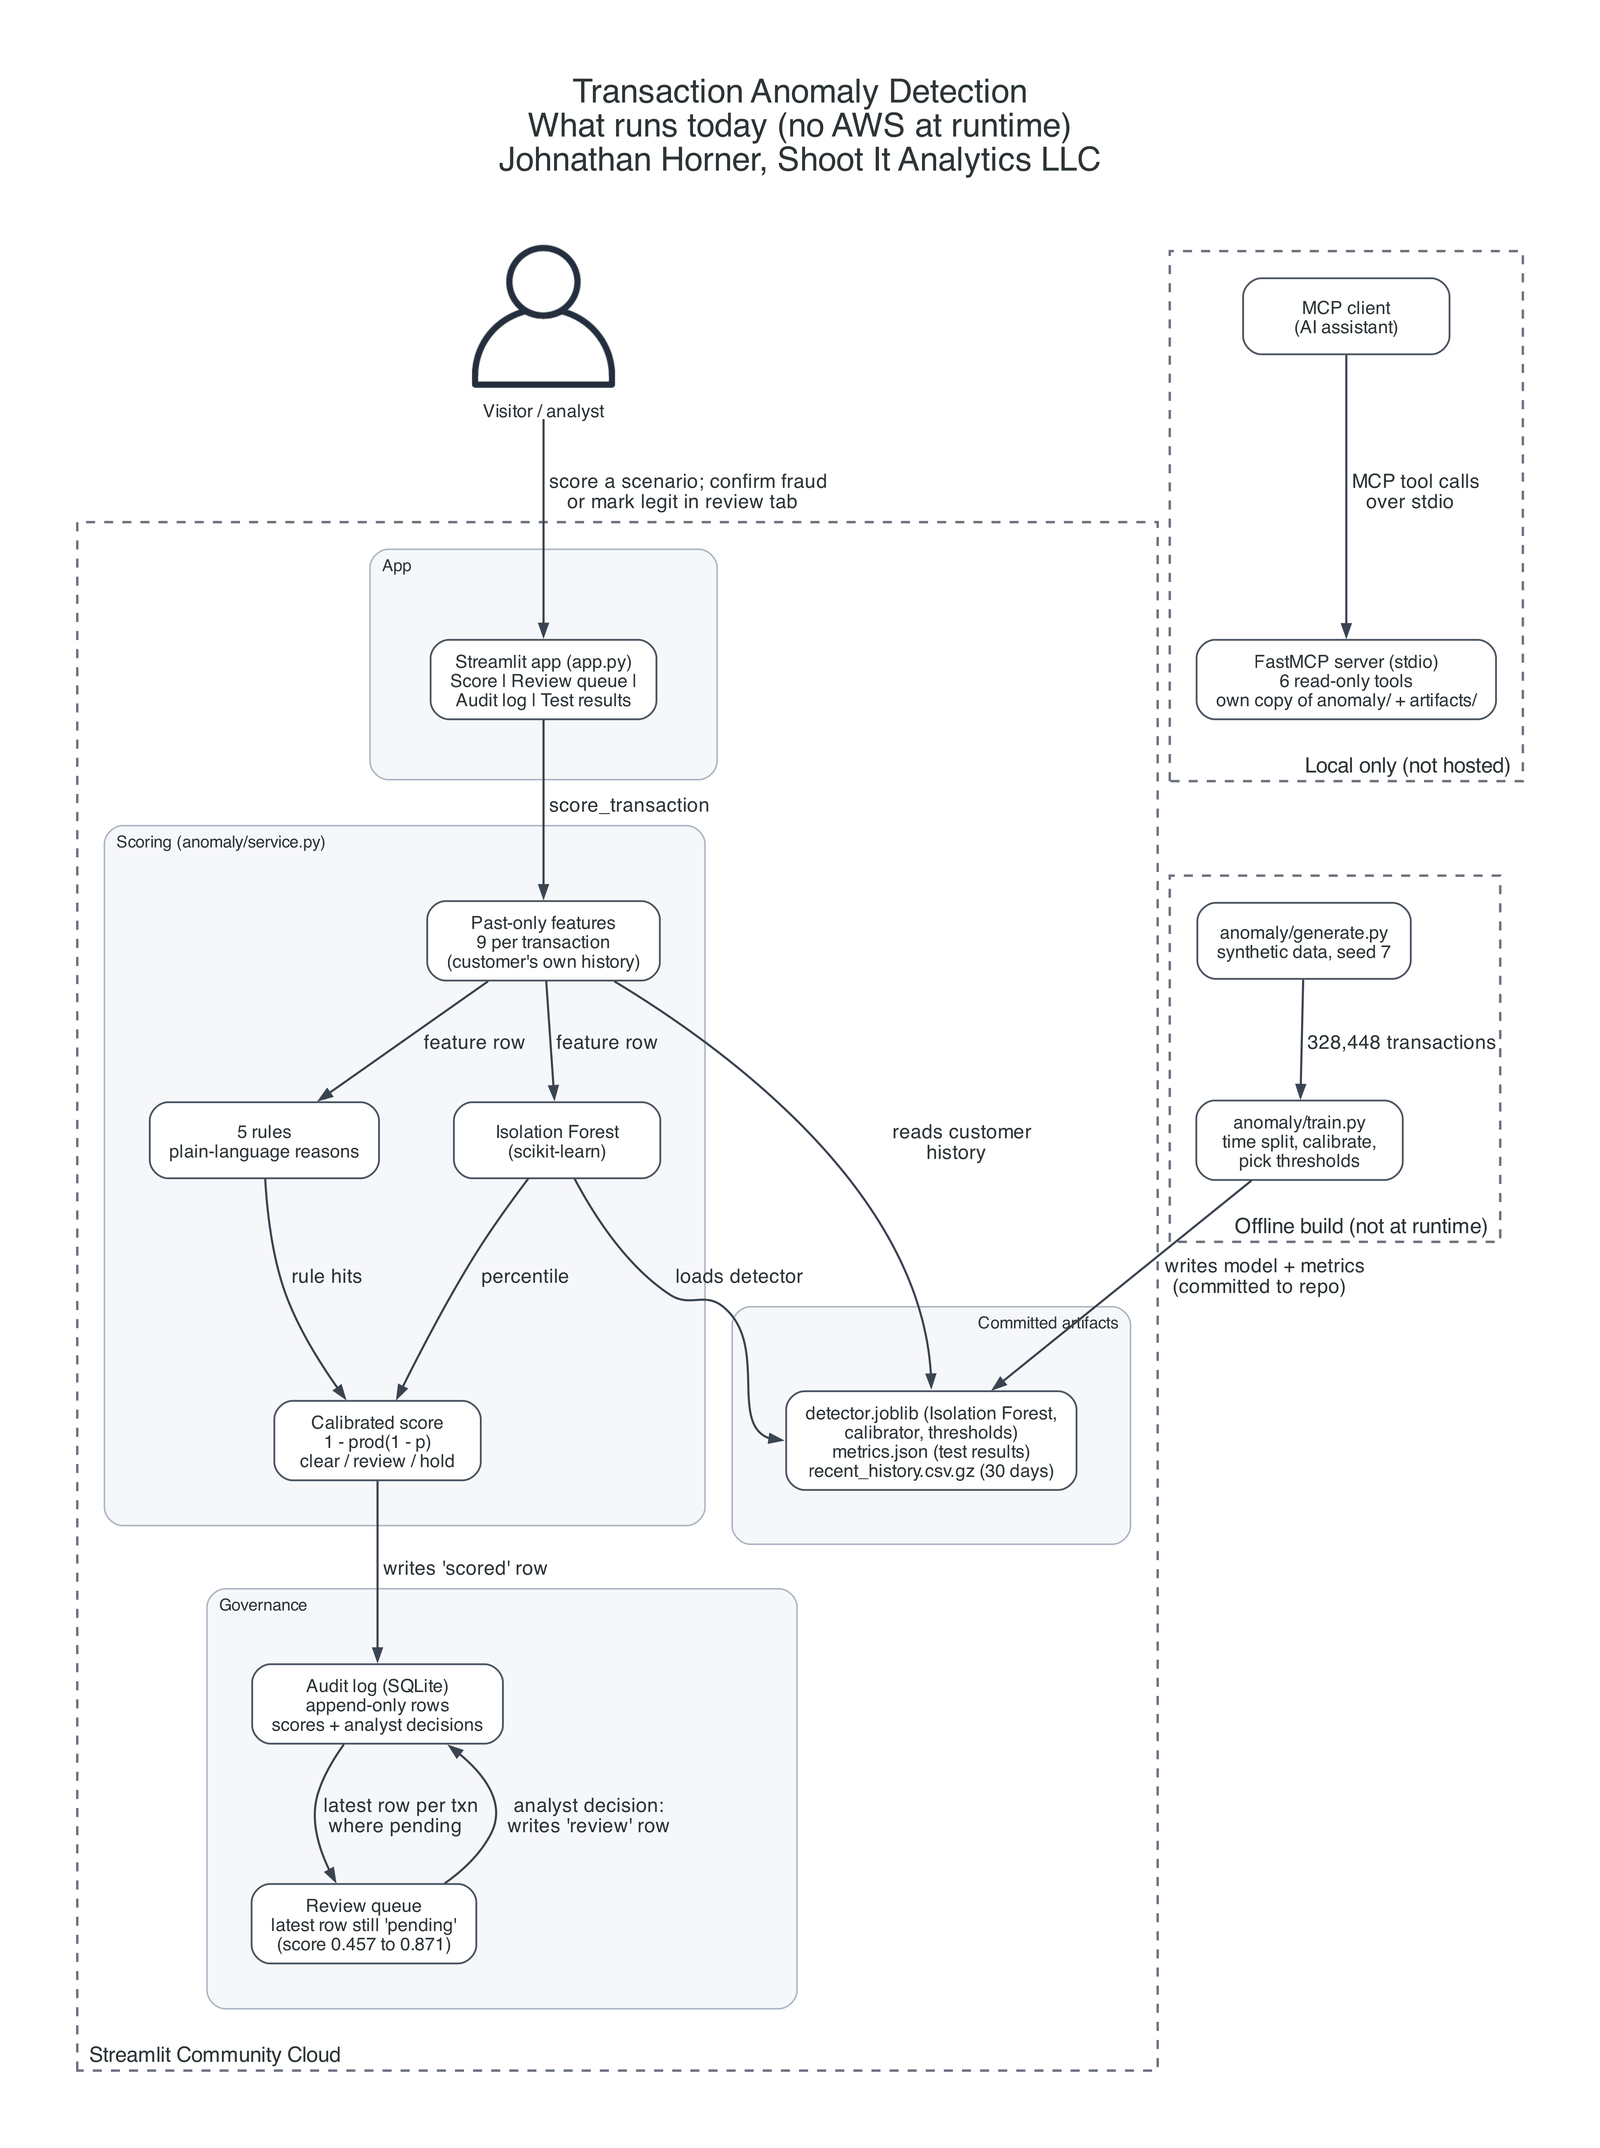 Transaction Anomaly Detection
What runs today (no AWS at runtime)
Johnathan Horner, Shoot It Analytics LLC
MCP client
(AI assistant)
Visitor / analyst
score a scenario; confirm fraud
or mark legit in review tab
MCP tool calls
over stdio
App
Streamlit app (app.py)
Score | Review queue |
Audit log | Test results
FastMCP server (stdio)
6 read-only tools
own copy of anomaly/ + artifacts/
Local only (not hosted)
score_transaction
Scoring (anomaly/service.py)
Past-only features
9 per transaction
(customer's own history)
anomaly/generate.py
synthetic data, seed 7
feature row
feature row
328,448 transactions
5 rules
plain-language reasons
Isolation Forest
(scikit-learn)
reads customer
history
anomaly/train.py
time split, calibrate,
pick thresholds
Offline build (not at runtime)
rule hits
percentile
loads detector
writes model + metrics
(committed to repo)
Committed artifacts
Calibrated score
1 - prod(1 - p)
clear / review / hold
detector.joblib (Isolation Forest,
calibrator, thresholds)
metrics.json (test results)
recent_history.csv.gz (30 days)
writes 'scored' row
Governance
Audit log (SQLite)
append-only rows
scores + analyst decisions
latest row per txn
where pending
analyst decision:
writes 'review' row
Review queue
latest row still 'pending'
(score 0.457 to 0.871)
Streamlit Community Cloud